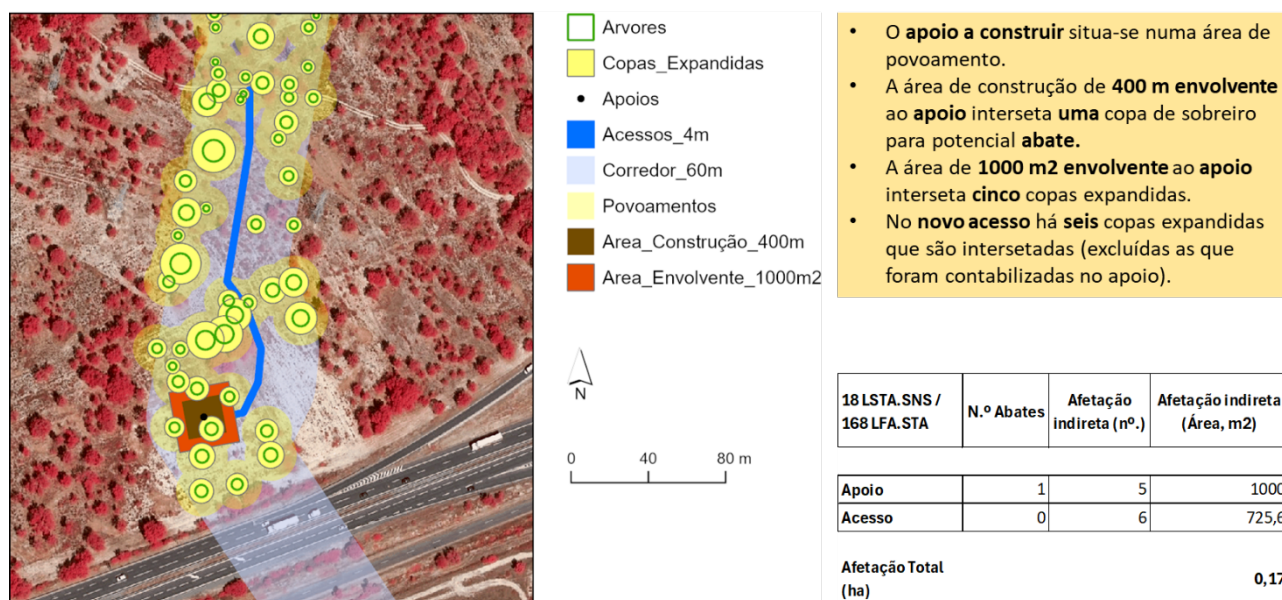 Arvores
Copas_Expandidas
Apoios
Acessos_4m
Corredor_60m
Povoamentos
Area_Construção_400m
Area_Envolvente_1000m2
N
0 40 80 m
• O apoio a construir situa-se numa área de
povoamento.
• A área de construção de 400 m envolvente
ao apoio interseta uma copa de sobreiro
para potencial abate.
• A área de 1000 m2 envolvente ao apoio
interseta cinco copas expandidas.
• No novo acesso há seis copas expandidas
que são intersetadas (excluídas as que
foram contabilizadas no apoio).
18 LSTA.SNS / 168 LFA.STA N.º Abates Afetação indireta (nº.) Afetação indireta (Área, m2)
Apoio 1 5 1000
Acesso 0 6 725,6
Afetação Total
(ha) 0,17